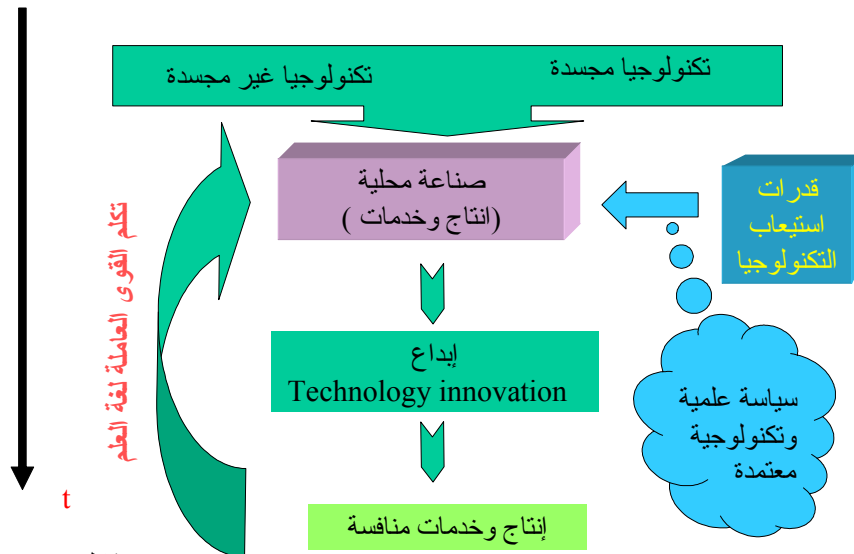 تكنولوجيا مجسدة
تكنولوجيا غير مجسدة
صناعة محلية
(انتاج وخدمات )
قدرات
استيعاب
التكنولوجيا
تكلم القوى العاملة لغة العلم
إبداع
Technology innovation
سياسة علمية
وتكنولوجية
معتمدة
t
إنتاج وخدمات منافسة